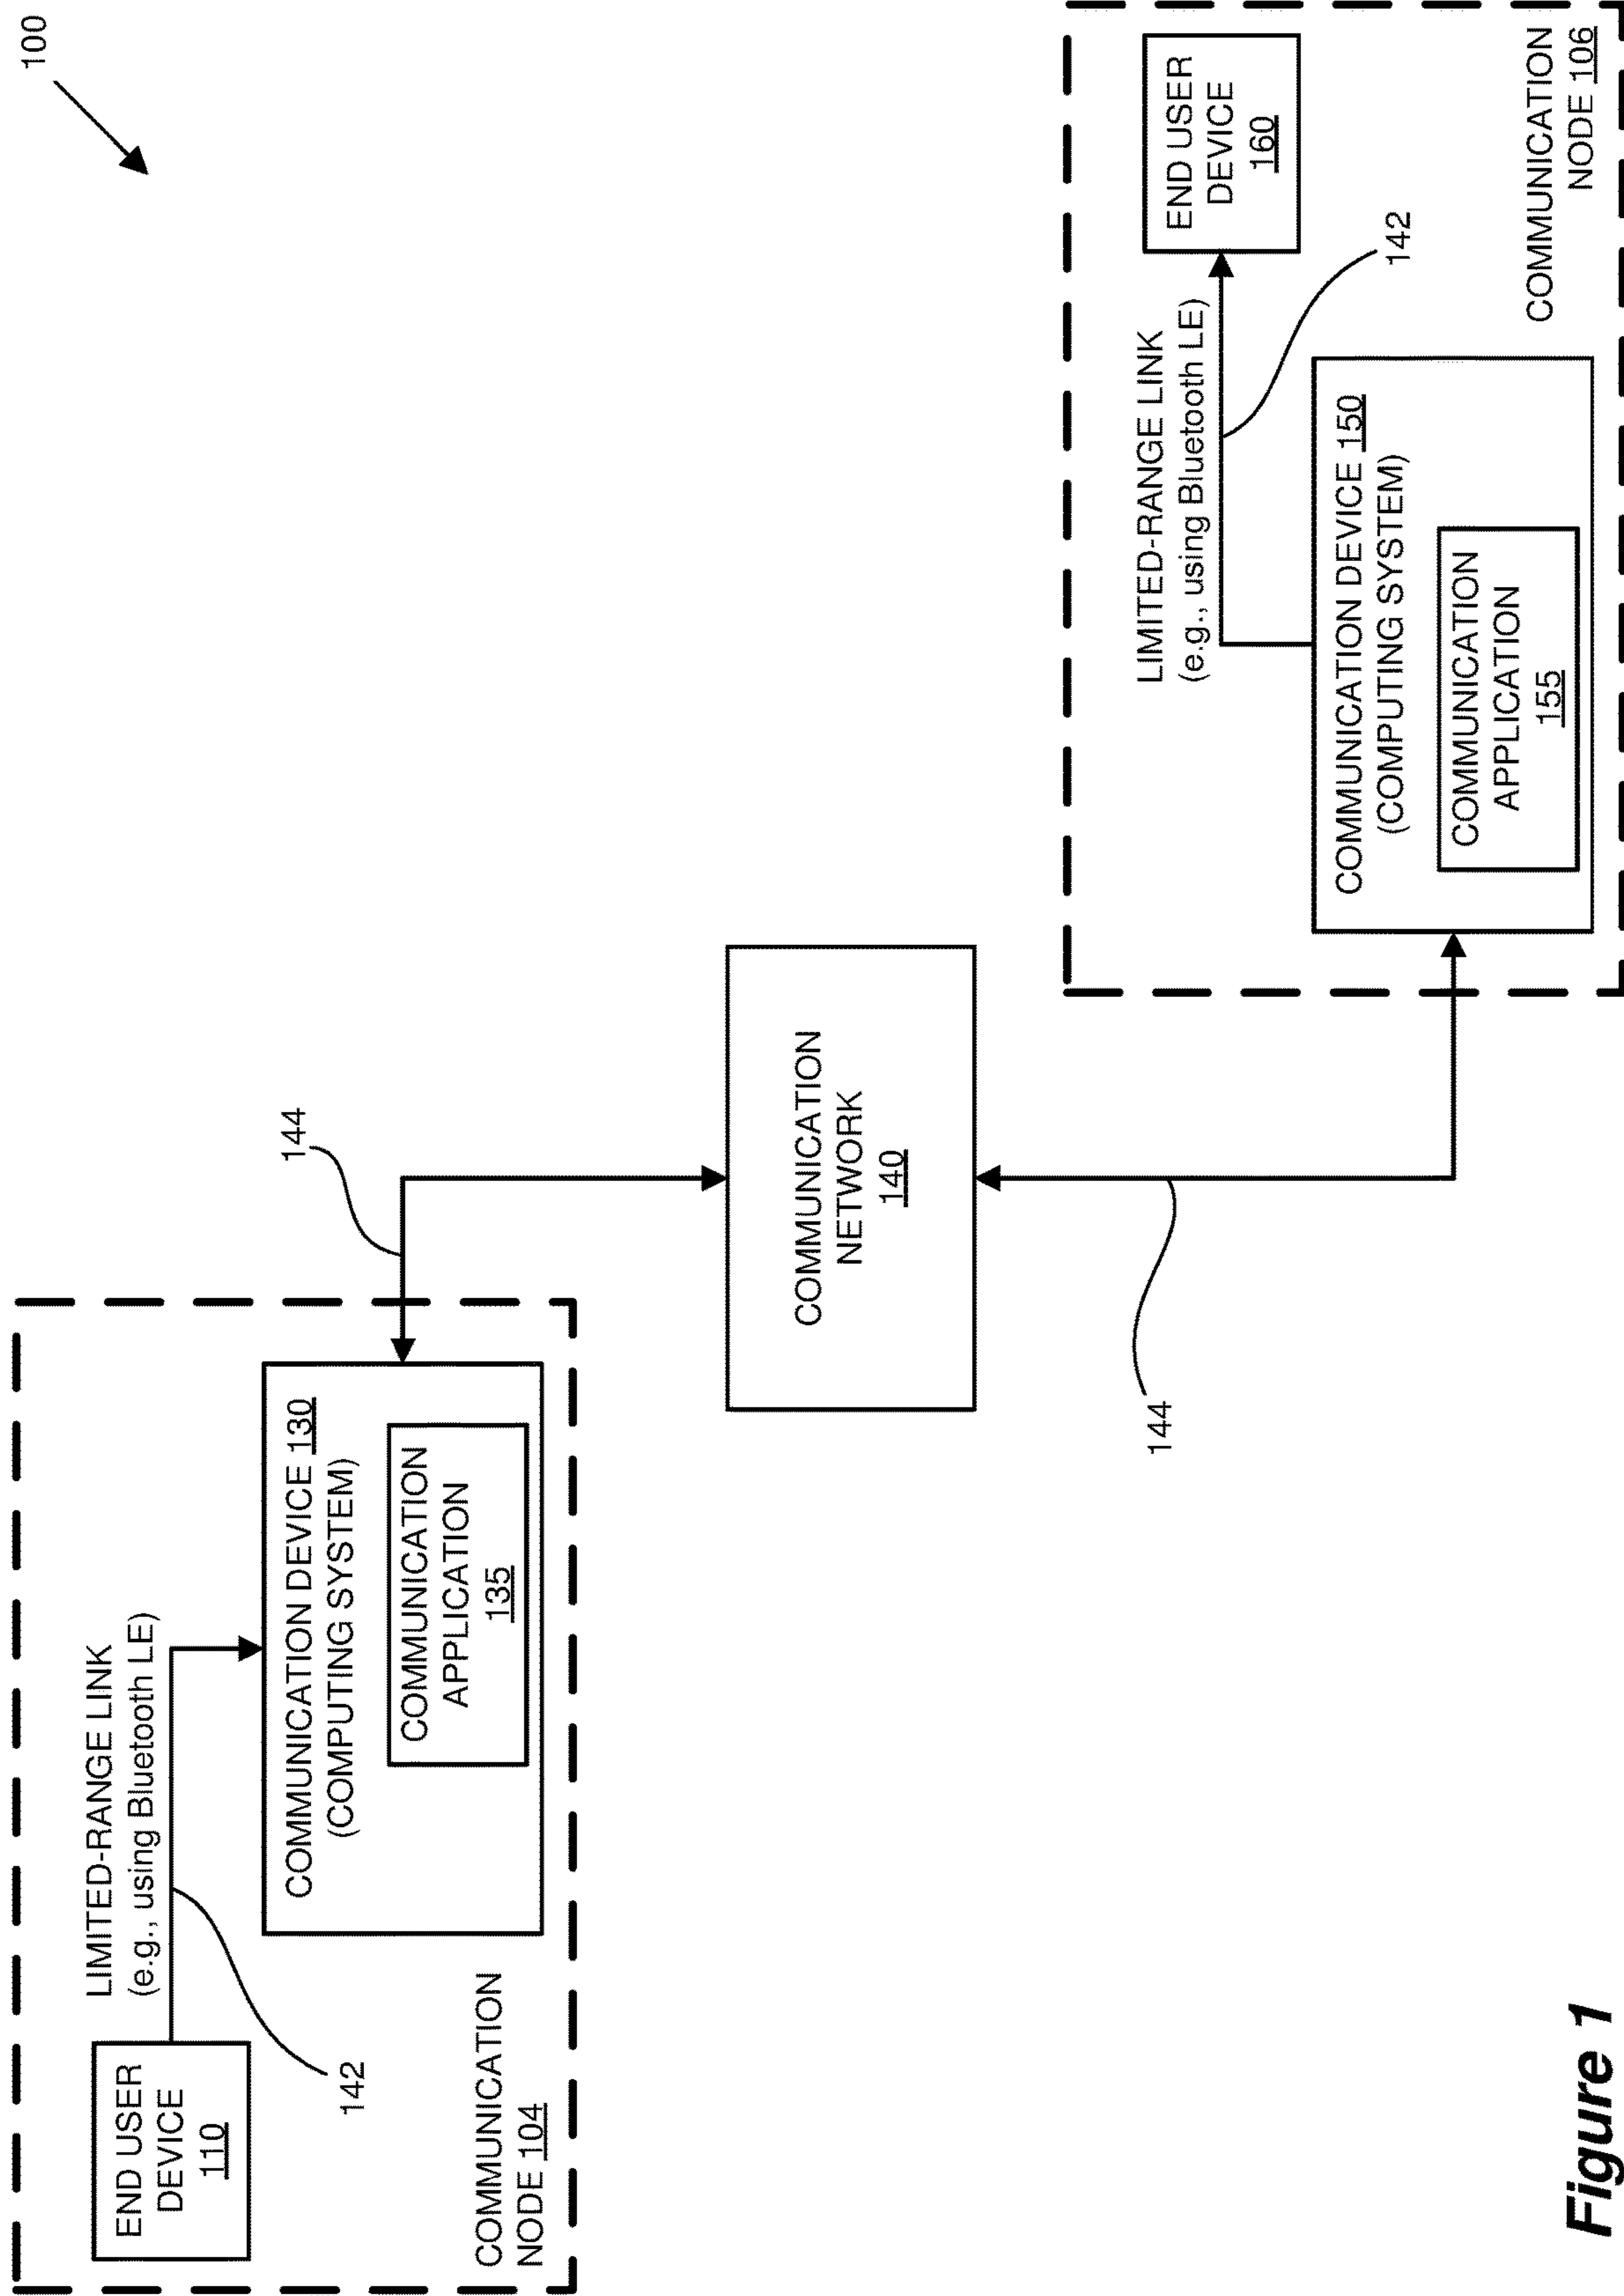 100
LIMITED-RANGE LINK
(e.g., using Bluetooth LE)
END USER
DEVICE
110
142
COMMUNICATION DEVICE 130
(COMPUTING SYSTEM)
COMMUNICATION
APPLICATION
135
COMMUNICATION
NODE 104
144
COMMUNICATION
NETWORK
140
144
LIMITED-RANGE LINK
(e.g., using Bluetooth LE)
END USER
DEVICE
160
142
COMMUNICATION DEVICE 150
(COMPUTING SYSTEM)
COMMUNICATION
APPLICATION
155
COMMUNICATION
NODE 106
Figure 1